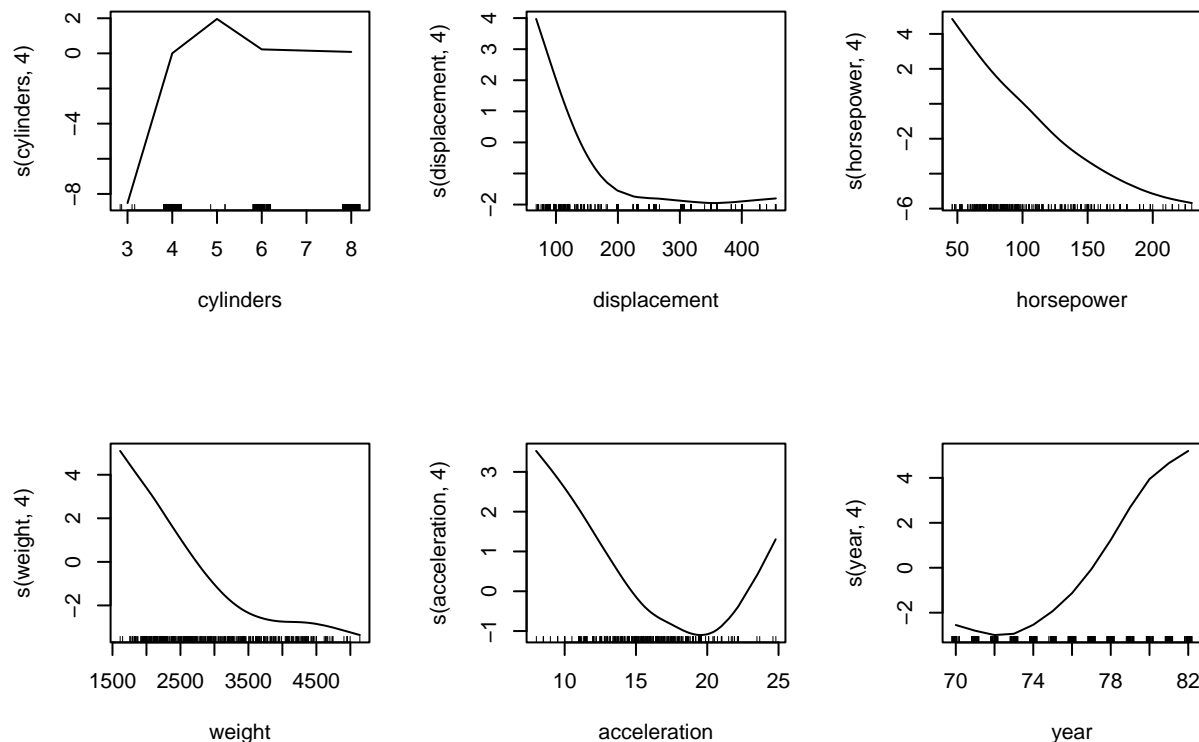 s(cylinders, 4)
2
0
−4
−8
3 4 5 6 7 8
cylinders
s(displacement, 4)
4
3
2
1
0
−2
100 200 300 400
displacement
s(horsepower, 4)
4
2
−2
−6
50 100 150 200
horsepower
s(weight, 4)
4
2
0
−2
1500 2500 3500 4500
weight
s(acceleration, 4)
3
2
1
0
−1
10 15 20 25
acceleration
s(year, 4)
4
2
0
−2
70 74 78 82
year